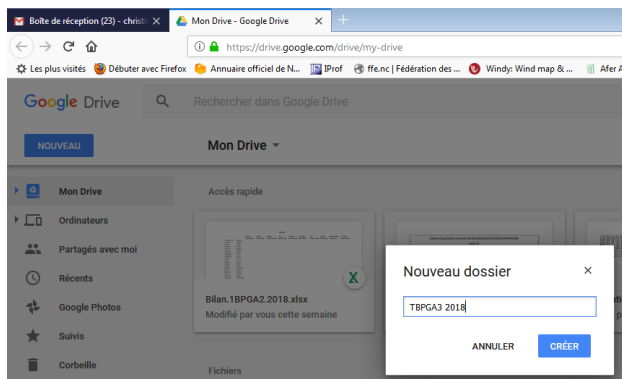 Boîte de réception (23) - christi
Mon Drive - Google Drive
https://drive.google.com/drive/my-drive
Les plus visités
Débuter avec Firefox
Annuaire officiel de N...
IProf
ffe.nc | Fédération des ...
Windy: Wind map & ...
Afer A
Google Drive
Rechercher dans Google Drive
NOUVEAU
Mon Drive
Mon Drive
Ordinateurs
Partagés avec moi
Récents
Google Photos
Suivis
Corbeille
Accès rapide
X
Bilan.1BPGA2.2018.xlsx
Modifié par vous cette semaine
Fichiers
Nouveau dossier
TBPGA3 2018
ANNULER
CRÉER